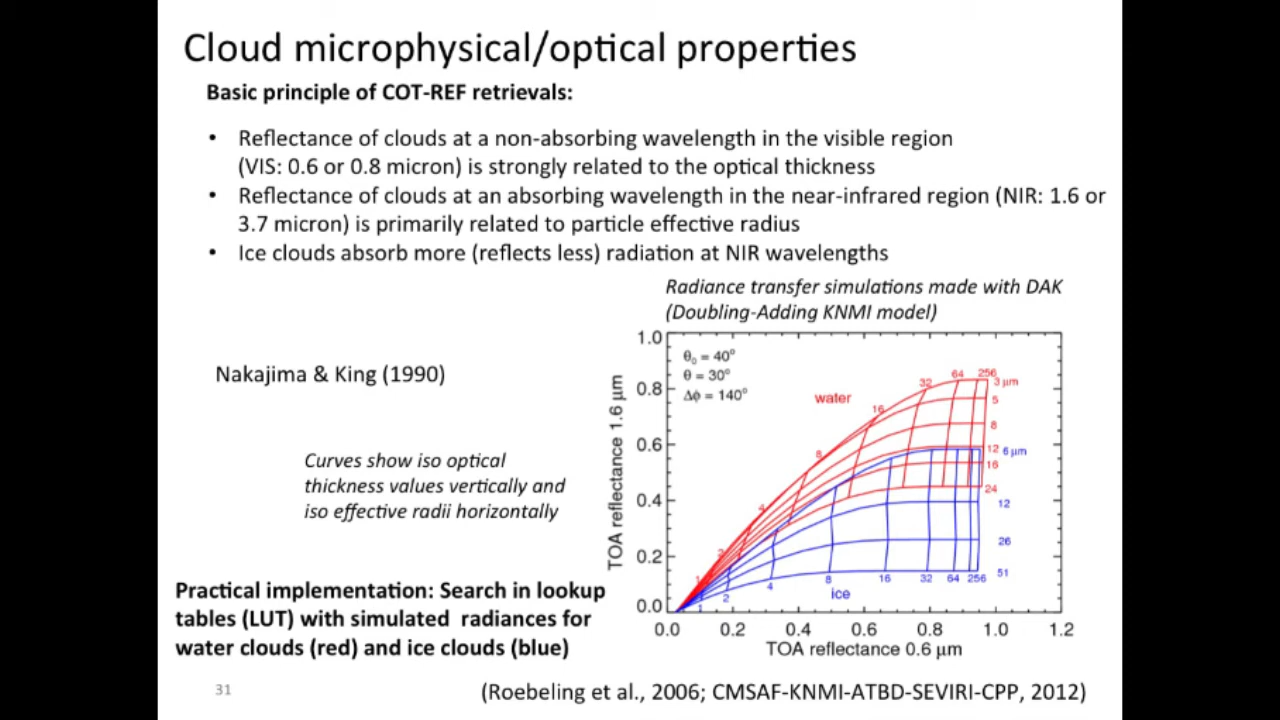 Cloud microphysical/optical properties
Basic principle of COT-REF retrievals:
• Reflectance of clouds at a non-absorbing wavelength in the visible region
(VIS: 0.6 or 0.8 micron) is strongly related to the optical thickness
• Reflectance of clouds at an absorbing wavelength in the near-infrared region (NIR: 1.6 or
3.7 micron) is primarily related to particle effective radius
• Ice clouds absorb more (reflects less) radiation at NIR wavelengths
Radiance transfer simulations made with DAK
(Doubling-Adding KNMI model)
Nakajima & King (1990)
Curves show iso optical
thickness values vertically and
iso effective radii horizontally
Practical implementation: Search in lookup
tables (LUT) with simulated radiances for
water clouds (red) and ice clouds (blue)
TOA reflectance 1.6 μm
1.0
0.8
0.6
0.4
0.2
0.0
θ₀ = 40°
θ = 30°
Δϕ = 140°
water
1
2
4
8
16
32
64
256
3 μm
5
8
12
16
24
6 μm
12
26
51
1
2
4
8
16
32
64
256
ice
0.0
0.2
0.4
0.6
0.8
1.0
1.2
TOA reflectance 0.6 μm
31
(Roebeling et al., 2006; CMSAF-KNMI-ATBD-SEVIRI-CPP, 2012)